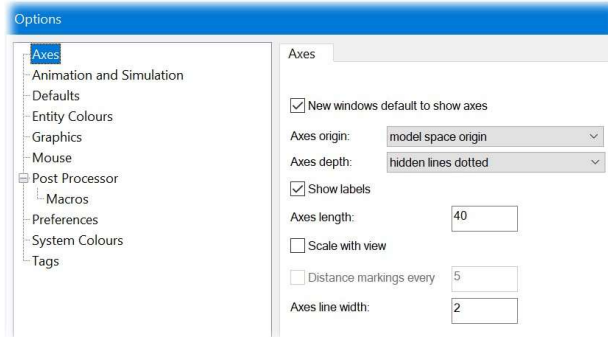 Options
Axes
Animation and Simulation
Defaults
Entity Colours
Graphics
Mouse
Post Processor
Macros
Preferences
System Colours
Tags
Axes
New windows default to show axes
Axes origin: model space origin
Axes depth: hidden lines dotted
Show labels
Axes length: 40
Scale with view
Distance markings every 5
Axes line width: 2